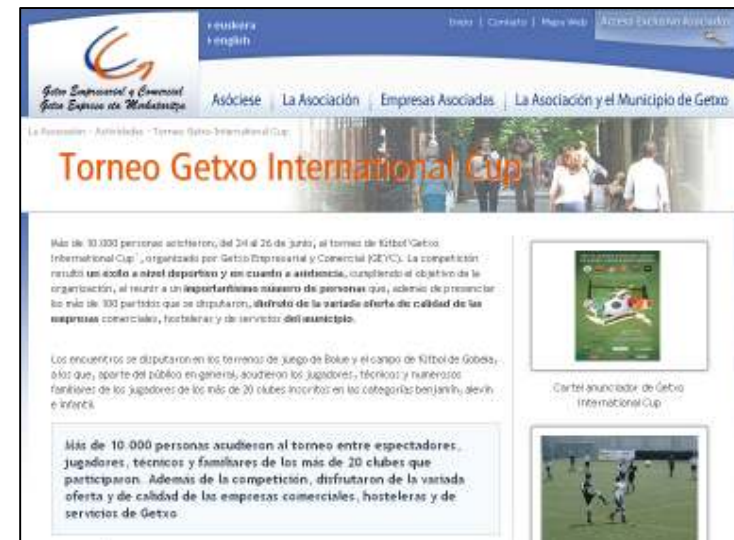 euskera
english
Inicio | Contacto | Mapa Web
Acceso Exclusivo Asociados
Getxo Empresarial y Comercial
Getxo Enpresa eta Merkataritza
Asóciese | La Asociación | Empresas Asociadas | La Asociación y el Municipio de Getxo
La Asociación - Actividades - Torneo Getxo International Cup
Torneo Getxo International Cup
Más de 10.000 personas asistieron, del 24 al 26 de junio, al torneo de fútbol 'Getxo
International Cup', organizado por Getxo Empresarial y Comercial (GEYC). La competición
resultó un éxito a nivel deportivo y en cuanto a asistencia, cumpliendo el objetivo de la
organización, al reunir a un importantísimo número de personas que, además de presenciar
los más de 100 partidos que se disputaron, disfrutó de la variada oferta de calidad de las
empresas comerciales, hosteleras y de servicios del municipio.
Los encuentros se disputaron en los terrenos de juego de Bolue y el campo de fútbol de Gobela,
a los que, aparte del público en general, acudieron los jugadores, técnicos y numerosos
familiares de los jugadores de los más de 20 clubes inscritos en las categorías benjamín, alevín
e infantil.
Más de 10.000 personas acudieron al torneo entre espectadores,
jugadores, técnicos y familiares de los más de 20 clubes que
participaron. Además de la competición, disfrutaron de la variada
oferta y de calidad de las empresas comerciales, hosteleras y de
servicios de Getxo
Cartel anunciador de Getxo
International Cup